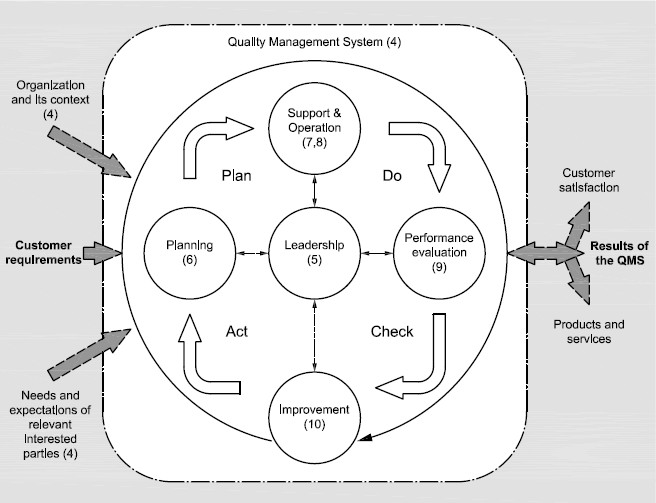 Quality Management System (4)
Organization
and its context
(4)
Support &
Operation
(7,8)
Plan
Do
Customer
satisfaction
Customer
requirements
Planning
(6)
Leadership
(5)
Performance
evaluation
(9)
Results of
the QMS
Act
Check
Products and
services
Needs and
expectations of
relevant
interested
parties (4)
Improvement
(10)